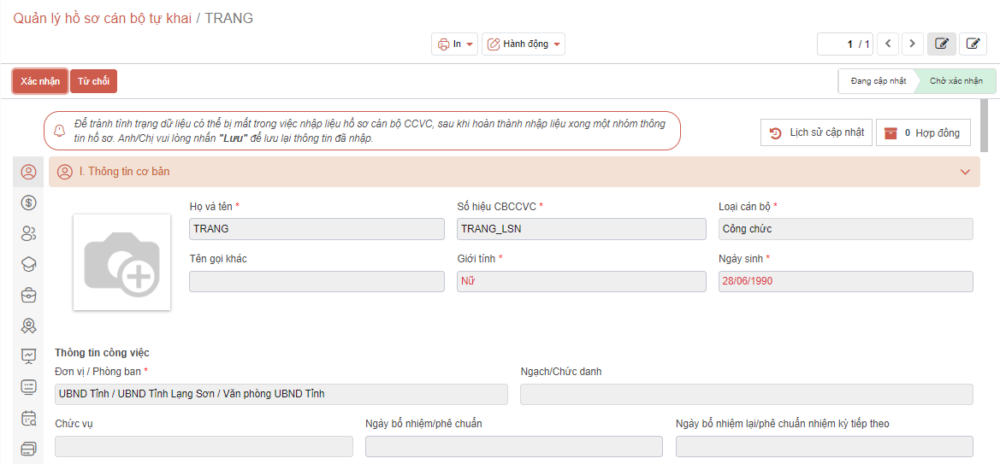 Quản lý hồ sơ cán bộ tự khai / TRANG
In
Hành động
1 / 1
Xác nhận
Từ chối
Đang cập nhật
Chờ xác nhận
Để tránh tình trạng dữ liệu có thể bị mất trong việc nhập liệu hồ sơ cán bộ CCVC, sau khi hoàn thành nhập liệu xong một nhóm thông
tin hồ sơ. Anh/Chị vui lòng nhấn "Lưu" để lưu lại thông tin đã nhập.
Lịch sử cập nhật
0 Hợp đồng
I. Thông tin cơ bản
Họ và tên *
Số hiệu CBCCVC *
Loại cán bộ *
TRANG
TRANG_LSN
Công chức
Tên gọi khác
Giới tính *
Ngày sinh *
Nữ
28/06/1990
Thông tin công việc
Đơn vị / Phòng ban *
Ngạch/Chức danh
UBND Tỉnh / UBND Tỉnh Lạng Sơn / Văn phòng UBND Tỉnh
Chức vụ
Ngày bổ nhiệm/phê chuẩn
Ngày bổ nhiệm lại/phê chuẩn nhiệm kỳ tiếp theo